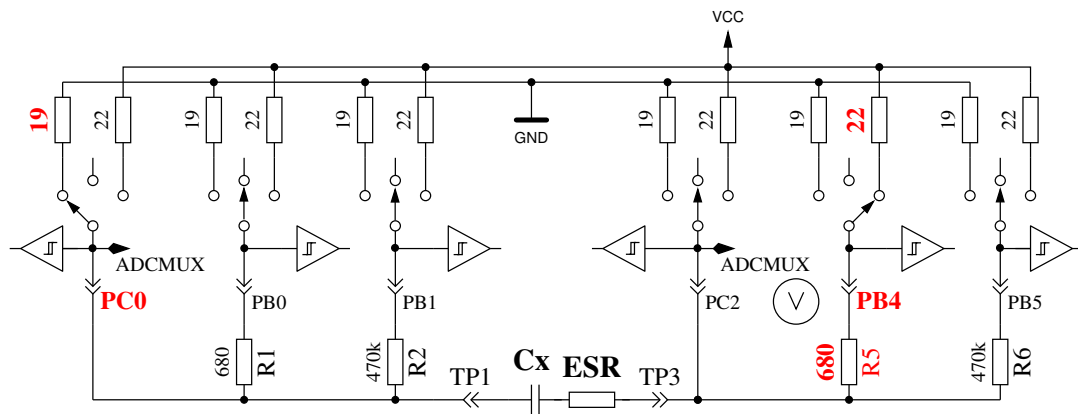 VCC
19
22
19
22
19
22
GND
19
22
19
22
19
22
ADCMUX
ADCMUX
PC0
PB0
PB1
PC2
V
PB4
PB5
680
R1
470k
R2
TP1
Cx
ESR
TP3
680
R5
470k
R6